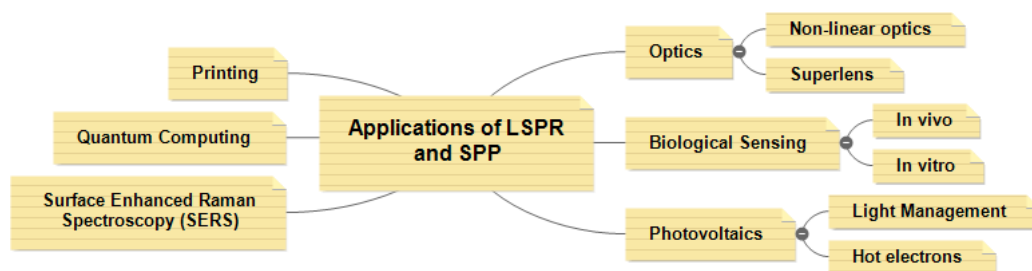 Printing
Quantum Computing
Surface Enhanced Raman
Spectroscopy (SERS)
Applications of LSPR
and SPP
Optics
Non-linear optics
Superlens
Biological Sensing
In vivo
In vitro
Photovoltaics
Light Management
Hot electrons